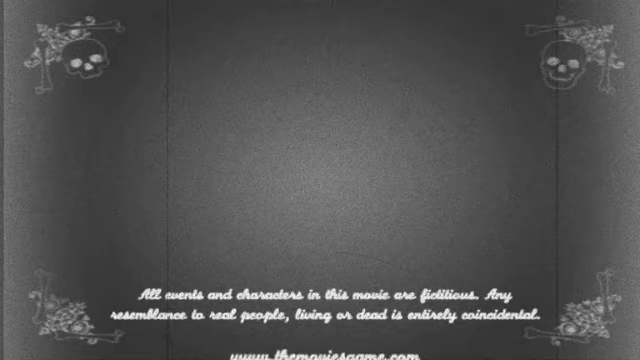 All events and characters in this movie are fictitious. Any
resemblance to real people, living or dead is entirely coincidental.
www.themoviesgame.com